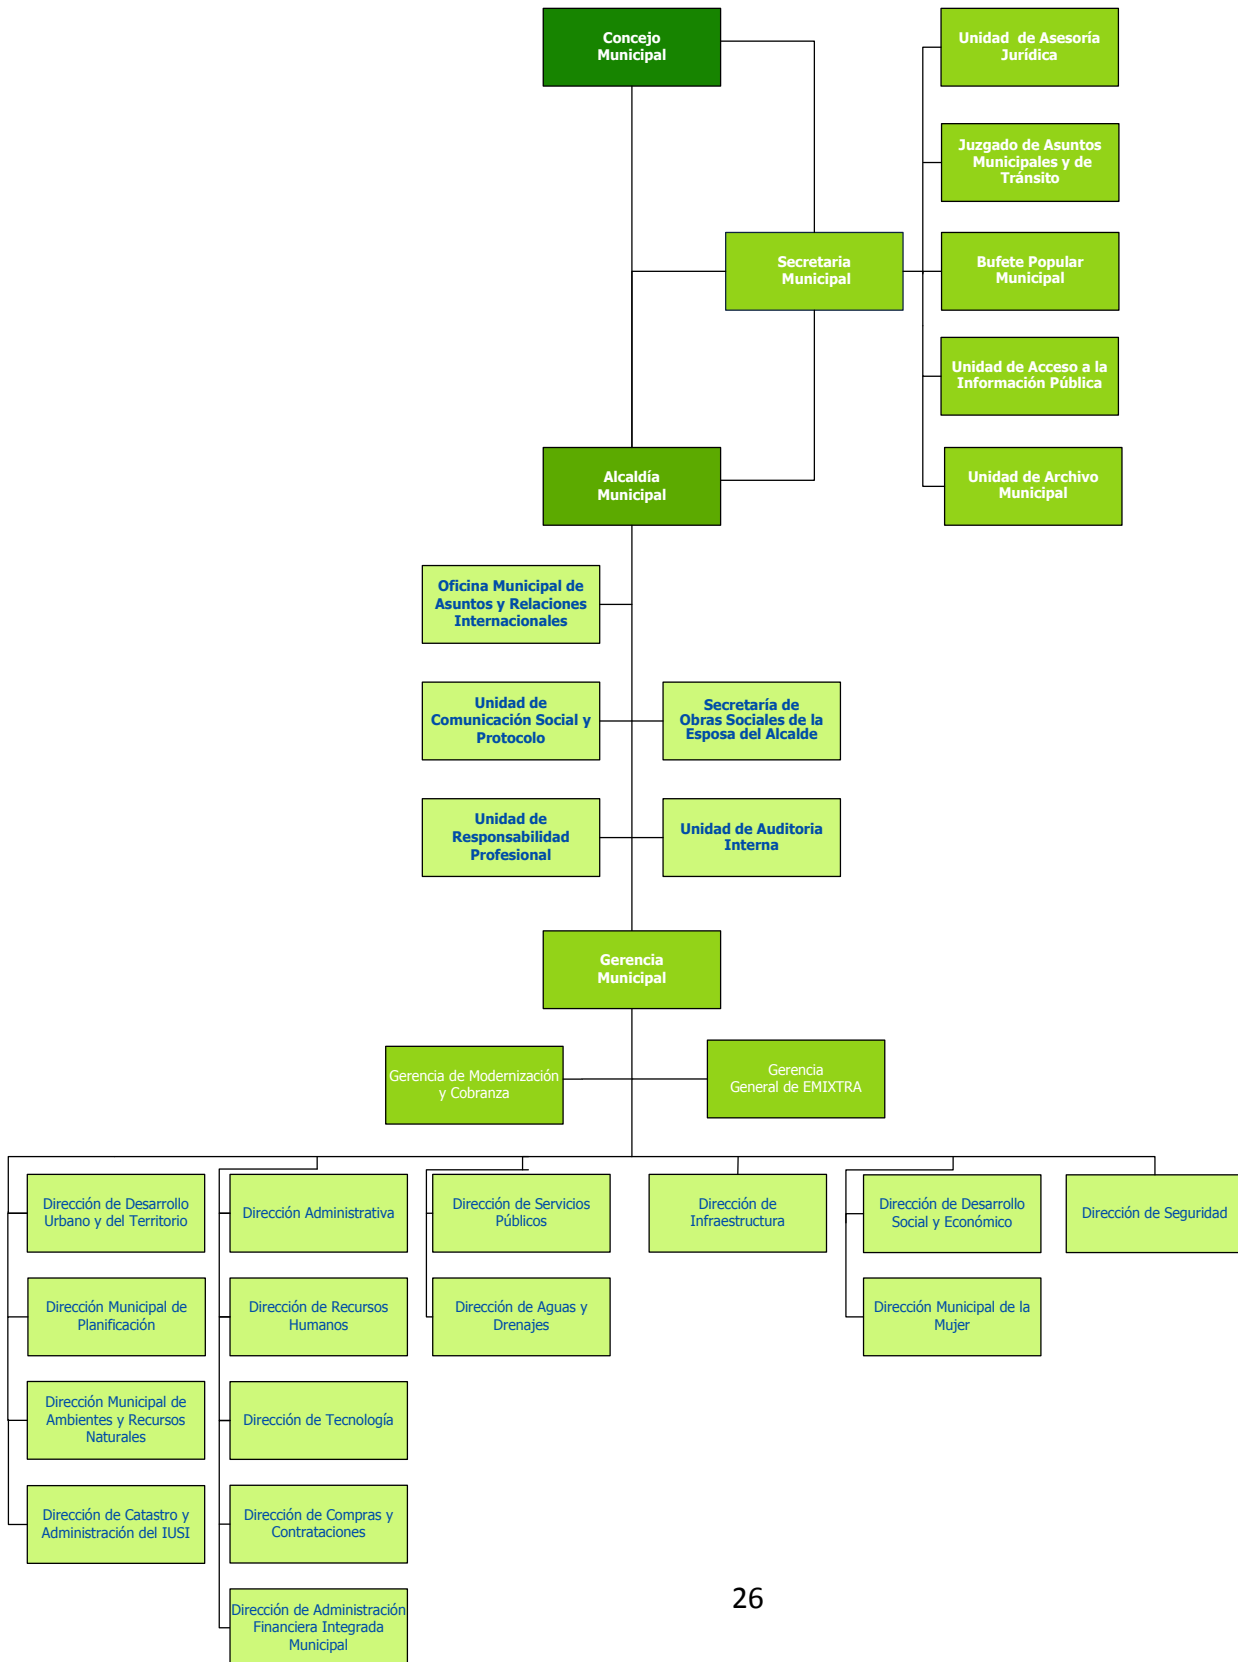 Concejo
Municipal
Unidad de Asesoría
Jurídica
Juzgado de Asuntos
Municipales y de
Tránsito
Secretaria
Municipal
Bufete Popular
Municipal
Unidad de Acceso a la
Información Pública
Alcaldía
Municipal
Unidad de Archivo
Municipal
Oficina Municipal de
Asuntos y Relaciones
Internacionales
Unidad de
Comunicación Social y
Protocolo
Secretaría de
Obras Sociales de la
Esposa del Alcalde
Unidad de
Responsabilidad
Profesional
Unidad de Auditoria
Interna
Gerencia
Municipal
Gerencia de Modernización
y Cobranza
Gerencia
General de EMIXTRA
Dirección de Desarrollo
Urbano y del Territorio
Dirección Administrativa
Dirección de Servicios
Públicos
Dirección de
Infraestructura
Dirección de Desarrollo
Social y Económico
Dirección de Seguridad
Dirección Municipal de
Planificación
Dirección de Recursos
Humanos
Dirección de Aguas y
Drenajes
Dirección Municipal de la
Mujer
Dirección Municipal de
Ambientes y Recursos
Naturales
Dirección de Tecnología
Dirección de Catastro y
Administración del IUSI
Dirección de Compras y
Contrataciones
Dirección de Administración
Financiera Integrada
Municipal
26